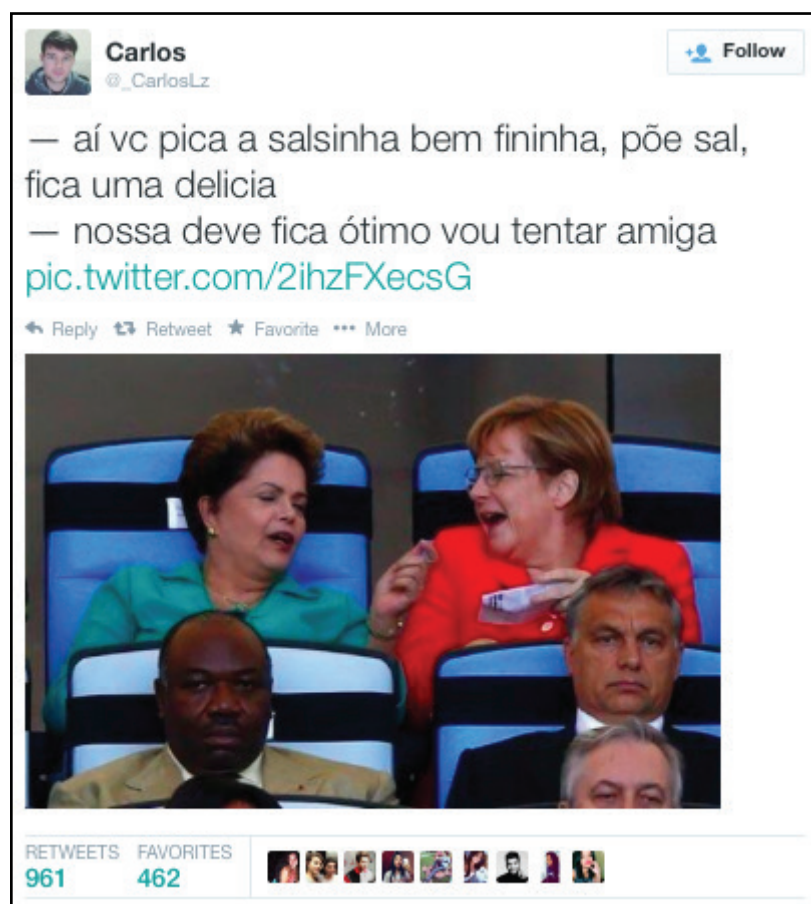 Carlos
@_CarlosLz
Follow
— aí vc pica a salsinha bem fininha, põe sal,
fica uma delicia
— nossa deve fica ótimo vou tentar amiga
pic.twitter.com/2ihzFXecsG
Reply Retweet Favorite More
RETWEETS FAVORITES
961 462